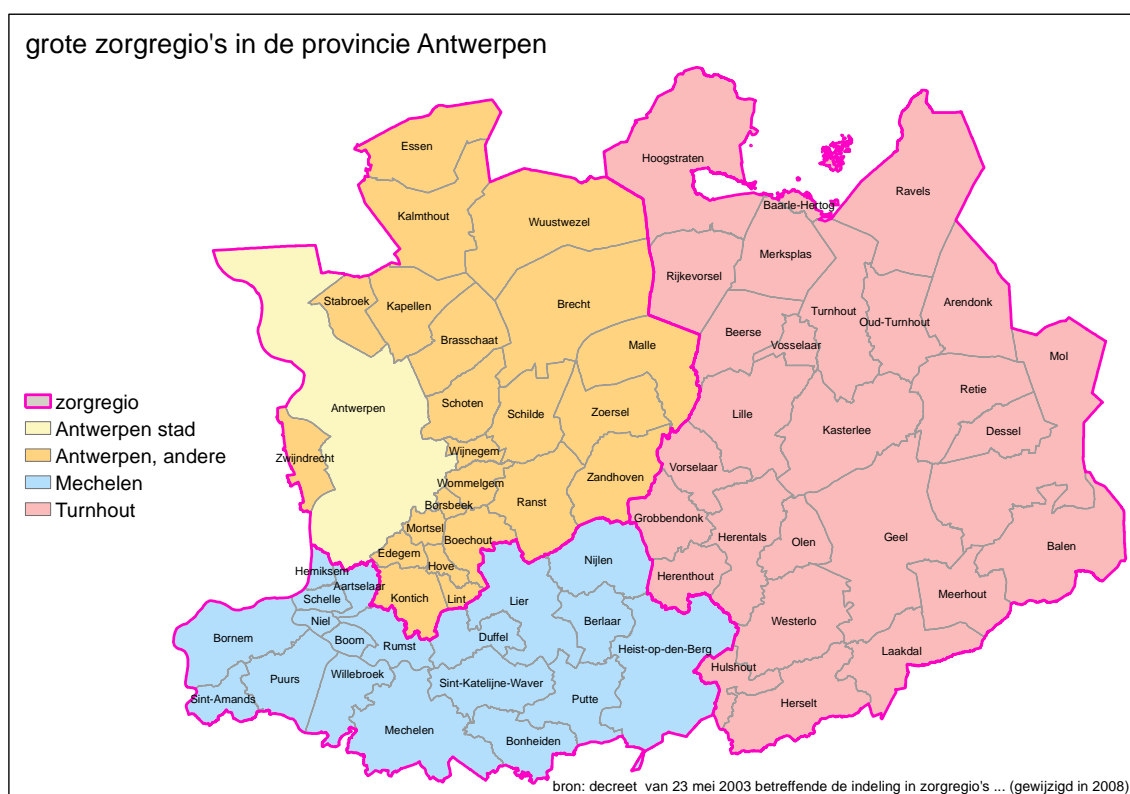 grote zorgregio's in de provincie Antwerpen
Essen
Hoogstraten
Ravels
Baarle-Hertog
Kalmthout
Wuustwezel
Merksplas
Rijkevorsel
Stabroek
Kapellen
Brecht
Turnhout
Arendonk
Oud-Turnhout
Beerse
Brasschaat
Malle
Vosselaar
Mol
Retie
zorgregio
Antwerpen
Schoten
Schilde
Zoersel
Lille
Kasterlee
Antwerpen stad
Dessel
Wijnegem
Antwerpen, andere
Zwijndrecht
Vorselaar
Wommelgem
Zandhoven
Mechelen
Borsbeek
Ranst
Turnhout
Grobbendonk
Mortsel
Boechout
Herentals
Olen
Geel
Balen
Edegem
Hove
Nijlen
Hemiksem
Aartselaar
Herenthout
Meerhout
Schelle
Kontich
Lint
Lier
Niel
Berlaar
Westerlo
Bornem
Boom
Rumst
Duffel
Heist-op-den-Berg
Laakdal
Hulshout
Puurs
Willebroek
Sint-Katelijne-Waver
Sint-Amands
Putte
Herselt
Mechelen
Bonheiden
bron: decreet van 23 mei 2003 betreffende de indeling in zorgregio's ... (gewijzigd in 2008)